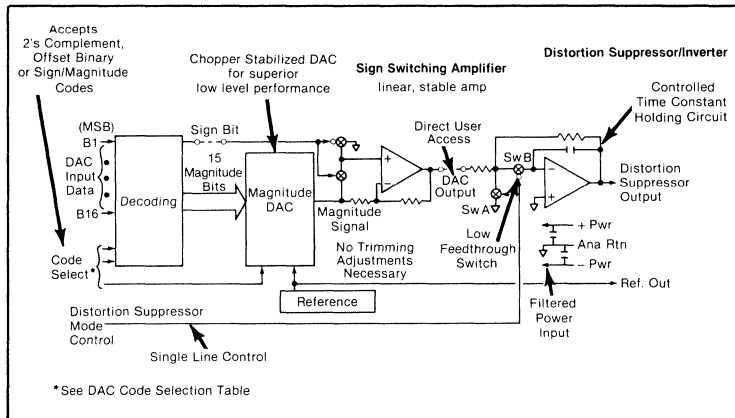 Accepts
2's Complement,
Offset Binary
or Sign/Magnitude
Codes
Chopper Stabilized DAC
for superior
low level performance
Sign Switching Amplifier
linear, stable amp
Distortion Suppressor/Inverter
Controlled
Time Constant
Holding Circuit
(MSB)
B1
DAC
Input
Data
B16
Decoding
Sign Bit
15
Magnitude
Bits
Magnitude
DAC
Magnitude
Signal
+
−
Direct User
Access
DAC
Output
SwB
SwA
−
+
Distortion
Suppressor
Output
Low
Feedthrough
Switch
No Trimming
Adjustments
Necessary
+ Pwr
Ana Rtn
− Pwr
Ref. Out
Filtered
Power
Input
Code
Select*
Reference
Distortion Suppressor
Mode
Control
Single Line Control
*See DAC Code Selection Table